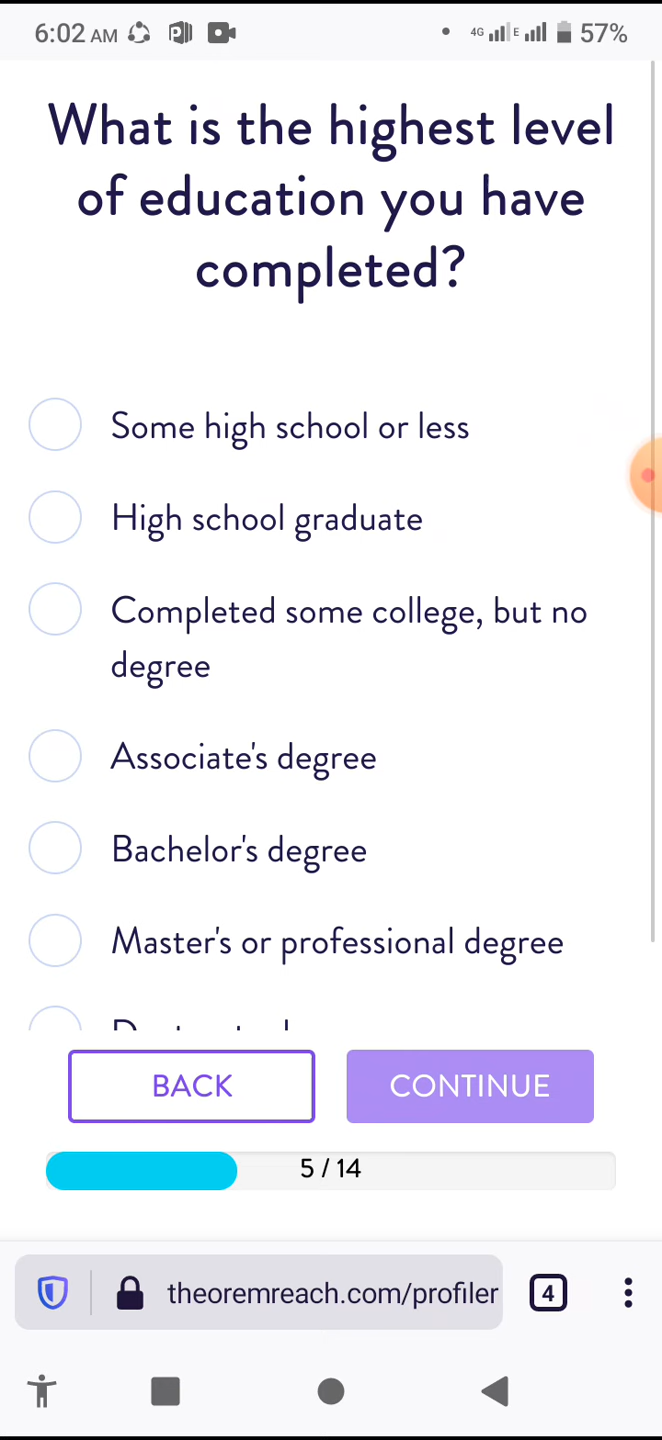 6:02 AM
4G E 57%
What is the highest level
of education you have
completed?
Some high school or less
High school graduate
Completed some college, but no
degree
Associate's degree
Bachelor's degree
Master's or professional degree
BACK
CONTINUE
5 / 14
theoremreach.com/profiler
4